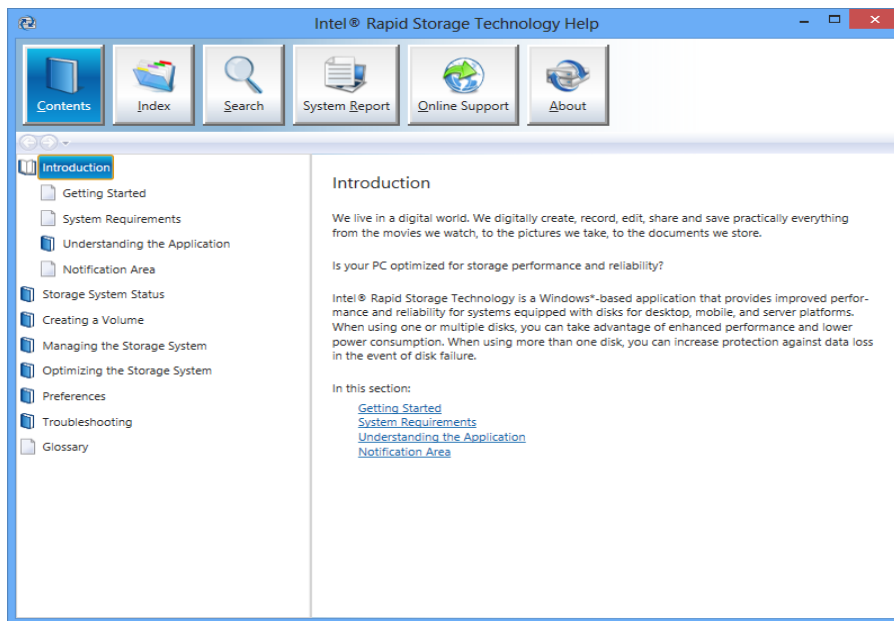 Intel® Rapid Storage Technology Help
Contents
Index
Search
System Report
Online Support
About
Introduction
Getting Started
System Requirements
Understanding the Application
Notification Area
Storage System Status
Creating a Volume
Managing the Storage System
Optimizing the Storage System
Preferences
Troubleshooting
Glossary
Introduction
We live in a digital world. We digitally create, record, edit, share and save practically everything
from the movies we watch, to the pictures we take, to the documents we store.
Is your PC optimized for storage performance and reliability?
Intel® Rapid Storage Technology is a Windows*-based application that provides improved perfor-
mance and reliability for systems equipped with disks for desktop, mobile, and server platforms.
When using one or multiple disks, you can take advantage of enhanced performance and lower
power consumption. When using more than one disk, you can increase protection against data loss
in the event of disk failure.
In this section:
Getting Started
System Requirements
Understanding the Application
Notification Area